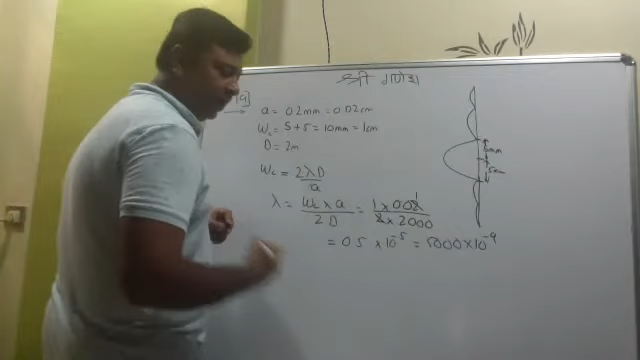 श्री गणेश
a = 0.2mm = 0.02cm
Wc = 5+5 = 10mm = 1cm
D = 2m
Wc = 2λD / a
λ = Wc × a / 2D = 1 × 0.02 / 2 × 2000
= 0.5 × 10⁻⁵ = 5000 × 10⁻⁹
5mm
5mm